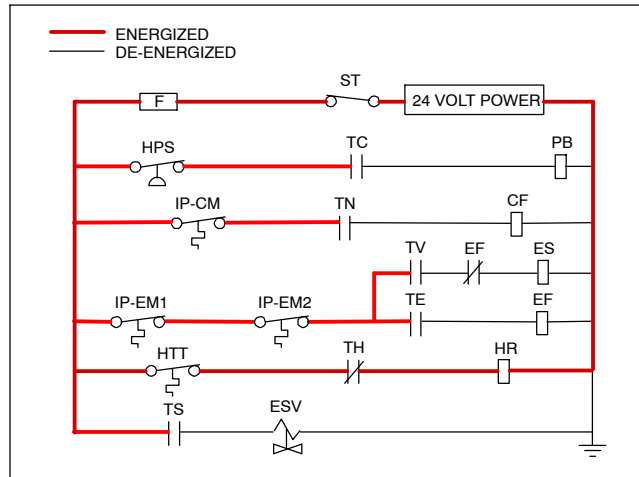 ENERGIZED
DE-ENERGIZED
ST
F
24 VOLT POWER
HPS
TC
PB
IP-CM
TN
CF
TV
EF
ES
IP-EM1
IP-EM2
TE
EF
HTT
TH
HR
TS
ESV